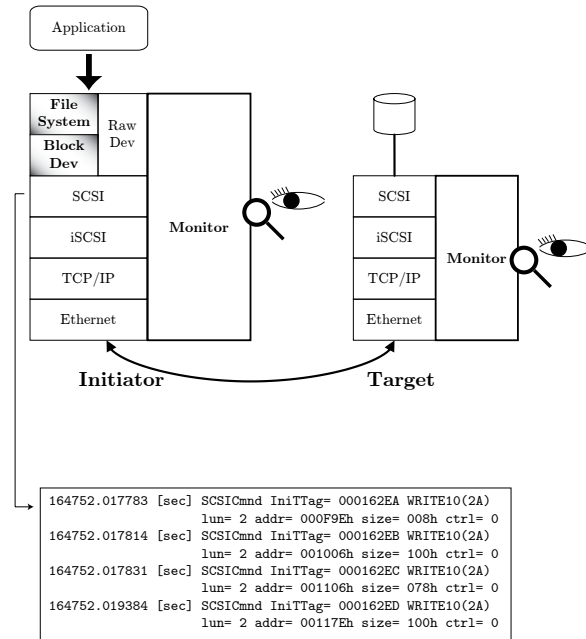 Application
File
System
Raw
Dev
Block
Dev
SCSI
iSCSI
TCP/IP
Ethernet
Monitor
SCSI
iSCSI
TCP/IP
Ethernet
Monitor
Initiator
Target
164752.017783 [sec] SCSICmnd IniTTag= 000162EA WRITE10(2A)
lun= 2 addr= 000F9Eh size= 008h ctrl= 0
164752.017814 [sec] SCSICmnd IniTTag= 000162EB WRITE10(2A)
lun= 2 addr= 001006h size= 100h ctrl= 0
164752.017831 [sec] SCSICmnd IniTTag= 000162EC WRITE10(2A)
lun= 2 addr= 001106h size= 078h ctrl= 0
164752.019384 [sec] SCSICmnd IniTTag= 000162ED WRITE10(2A)
lun= 2 addr= 00117Eh size= 100h ctrl= 0